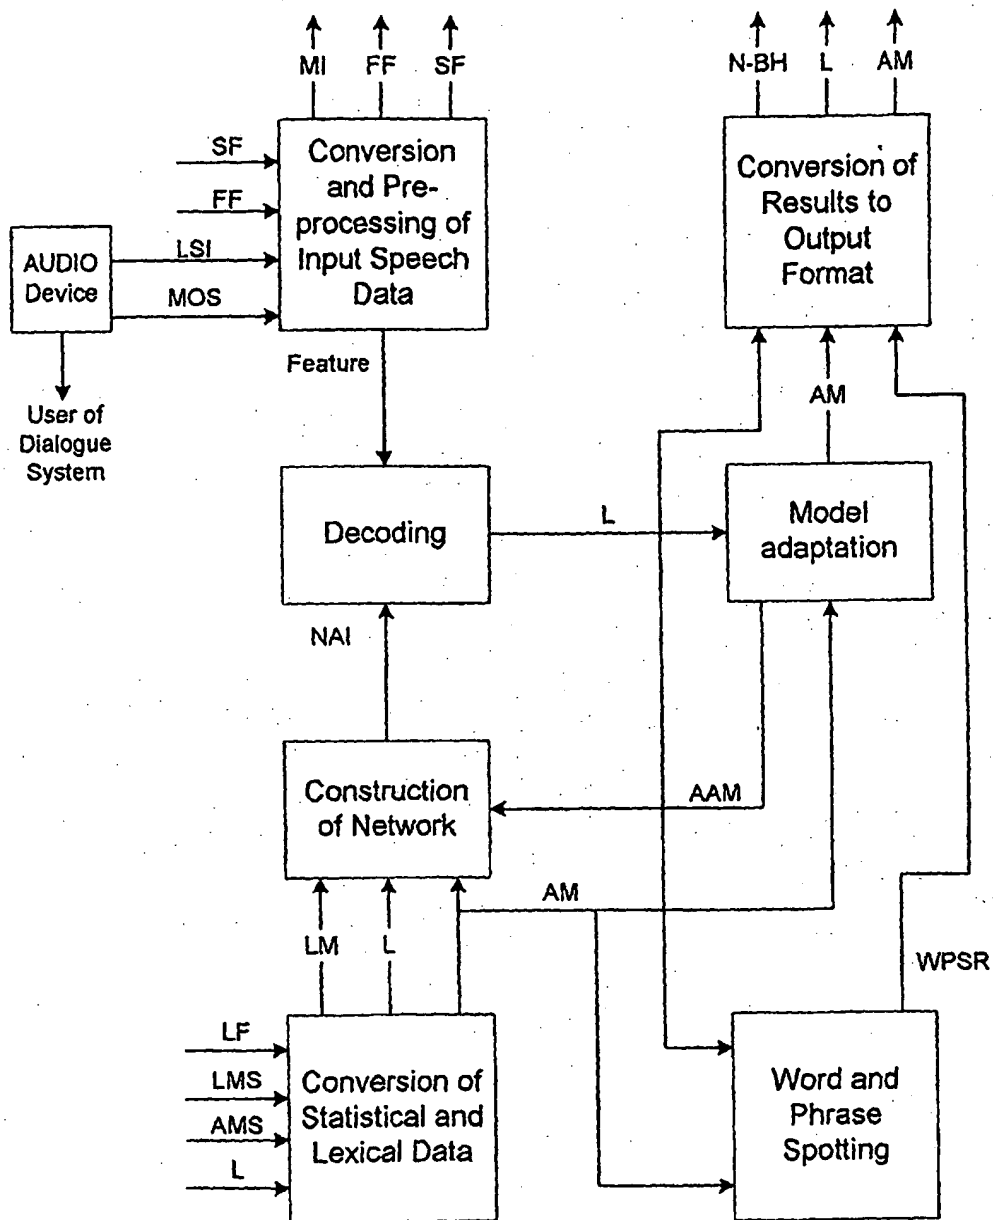 MI FF SF
N-BH L AM
SF
FF
LSI
MOS
AUDIO
Device
Conversion
and Pre-
processing of
Input Speech
Data
Conversion of
Results to
Output
Format
User of
Dialogue
System
Feature
AM
Decoding
L
Model
adaptation
NAI
Construction
of Network
AAM
AM
LM L
WPSR
LF
LMS
AMS
L
Conversion of
Statistical and
Lexical Data
Word and
Phrase
Spotting